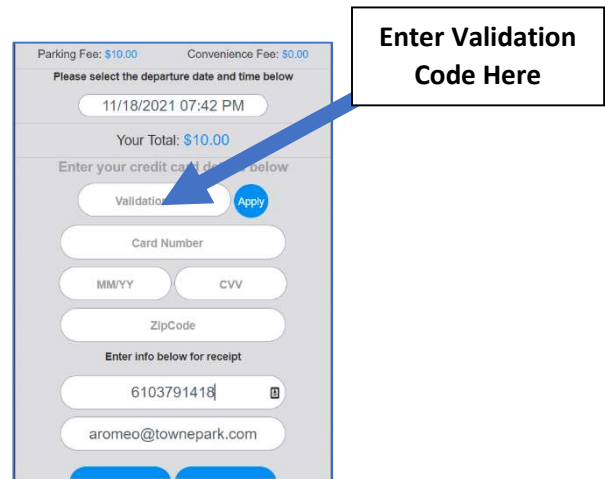 Enter Validation
Code Here
Parking Fee: $10.00 Convenience Fee: $0.00
Please select the departure date and time below
11/18/2021 07:42 PM
Your Total: $10.00
Enter your credit card below
Validation
Apply
Card Number
MM/YY CVV
ZipCode
Enter info below for receipt
6103791418
aromeo@townepark.com